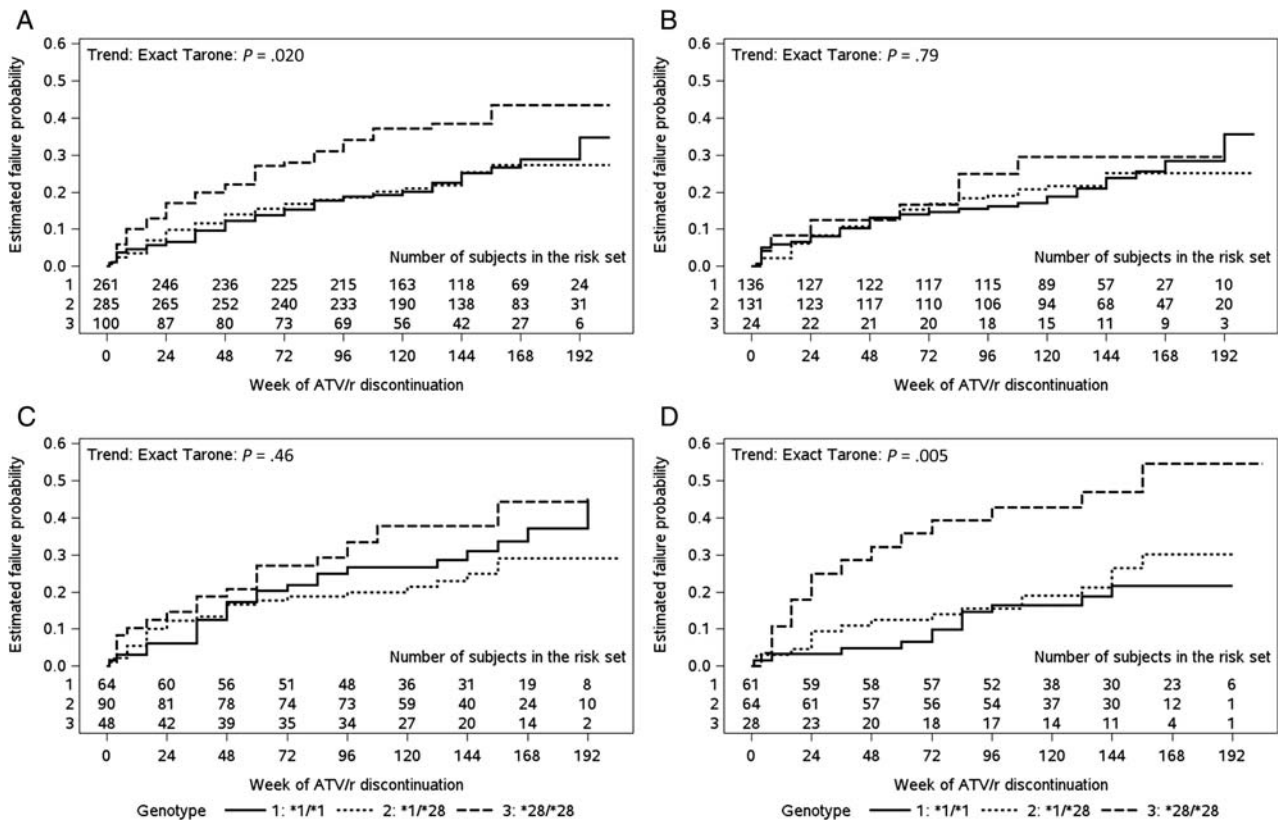 A
Trend: Exact Tarone: P = .020
Estimated failure probability
0.6
0.5
0.4
0.3
0.2
0.1
0.0
Number of subjects in the risk set
1 261 246 236 225 215 163 118 69 24
2 285 265 252 240 233 190 138 83 31
3 100 87 80 73 69 56 42 27 6
0 24 48 72 96 120 144 168 192
Week of ATV/r discontinuation
B
Trend: Exact Tarone: P = .79
Estimated failure probability
0.6
0.5
0.4
0.3
0.2
0.1
0.0
Number of subjects in the risk set
1 136 127 122 117 115 89 57 27 10
2 131 123 117 110 106 94 68 47 20
3 24 22 21 20 18 15 11 9 3
0 24 48 72 96 120 144 168 192
Week of ATV/r discontinuation
C
Trend: Exact Tarone: P = .46
Estimated failure probability
0.6
0.5
0.4
0.3
0.2
0.1
0.0
Number of subjects in the risk set
1 64 60 56 51 48 36 31 19 8
2 90 81 78 74 73 59 40 24 10
3 48 42 39 35 34 27 20 14 2
0 24 48 72 96 120 144 168 192
Week of ATV/r discontinuation
Genotype 1: *1/*1 2: *1/*28 3: *28/*28
D
Trend: Exact Tarone: P = .005
Estimated failure probability
0.6
0.5
0.4
0.3
0.2
0.1
0.0
Number of subjects in the risk set
1 61 59 58 57 52 38 30 23 6
2 64 61 57 56 54 37 30 12 1
3 28 23 20 18 17 14 11 4 1
0 24 48 72 96 120 144 168 192
Week of ATV/r discontinuation
Genotype 1: *1/*1 2: *1/*28 3: *28/*28